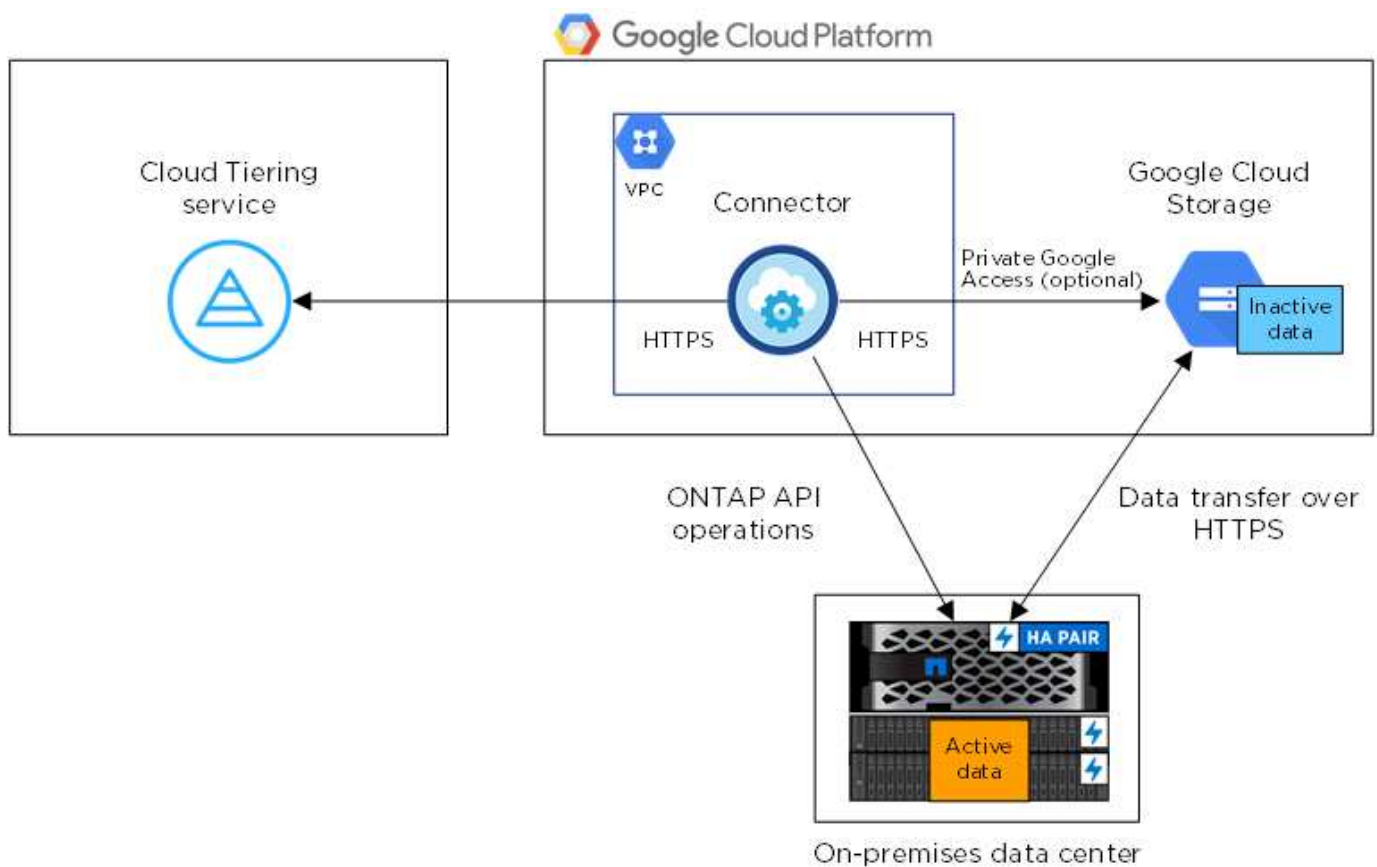 Google Cloud Platform
Cloud Tiering
service
VPC
Connector
Google Cloud
Storage
Private Google
Access (optional)
HTTPS
HTTPS
Inactive
data
ONTAP API
operations
Data transfer over
HTTPS
HA PAIR
Active
data
On-premises data center